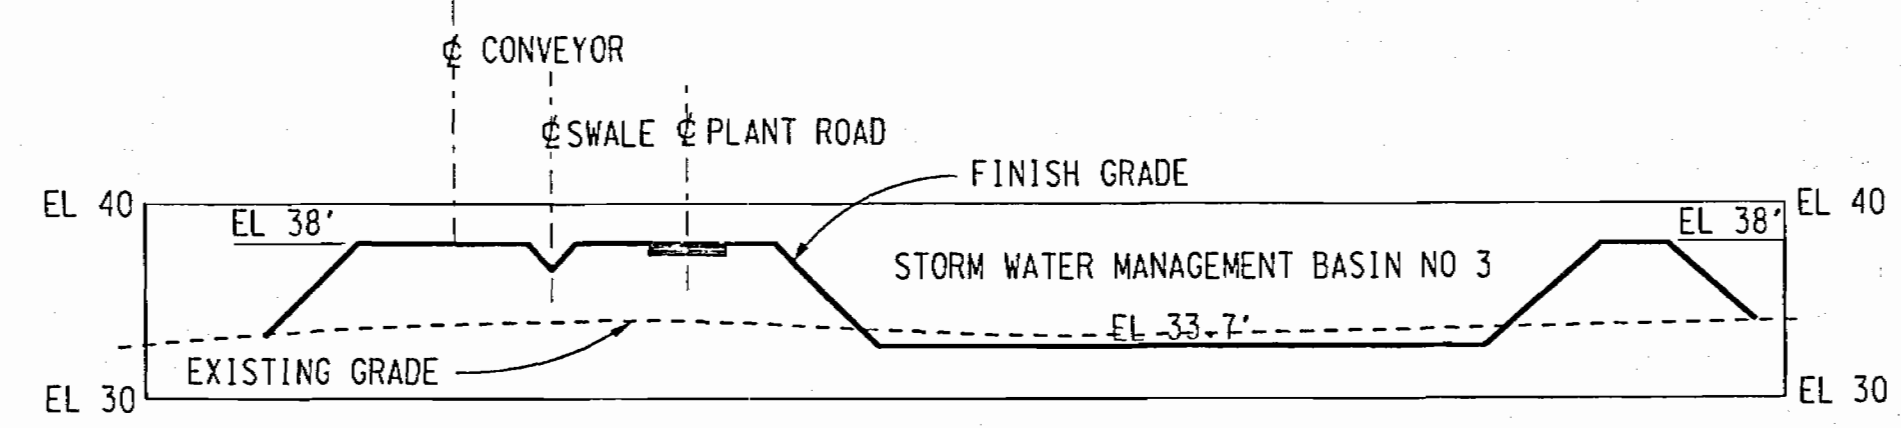 ℄ CONVEYOR
℄ SWALE ℄ PLANT ROAD
FINISH GRADE
EL 40
EL 40
EL 38'
EL 38'
STORM WATER MANAGEMENT BASIN NO 3
EL 33.7'
EXISTING GRADE
EL 30
EL 30